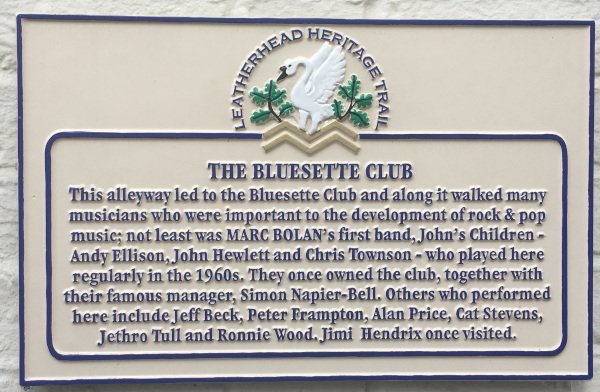 LEATHERHEAD HERITAGE TRAIL
THE BLUESETTE CLUB
This alleyway led to the Bluesette Club and along it walked many
musicians who were important to the development of rock & pop
music; not least was MARC BOLAN's first band, John's Children -
Andy Ellison, John Hewlett and Chris Townson - who played here
regularly in the 1960s. They once owned the club, together with
their famous manager, Simon Napier-Bell. Others who performed
here include Jeff Beck, Peter Frampton, Alan Price, Cat Stevens,
Jethro Tull and Ronnie Wood. Jimi Hendrix once visited.